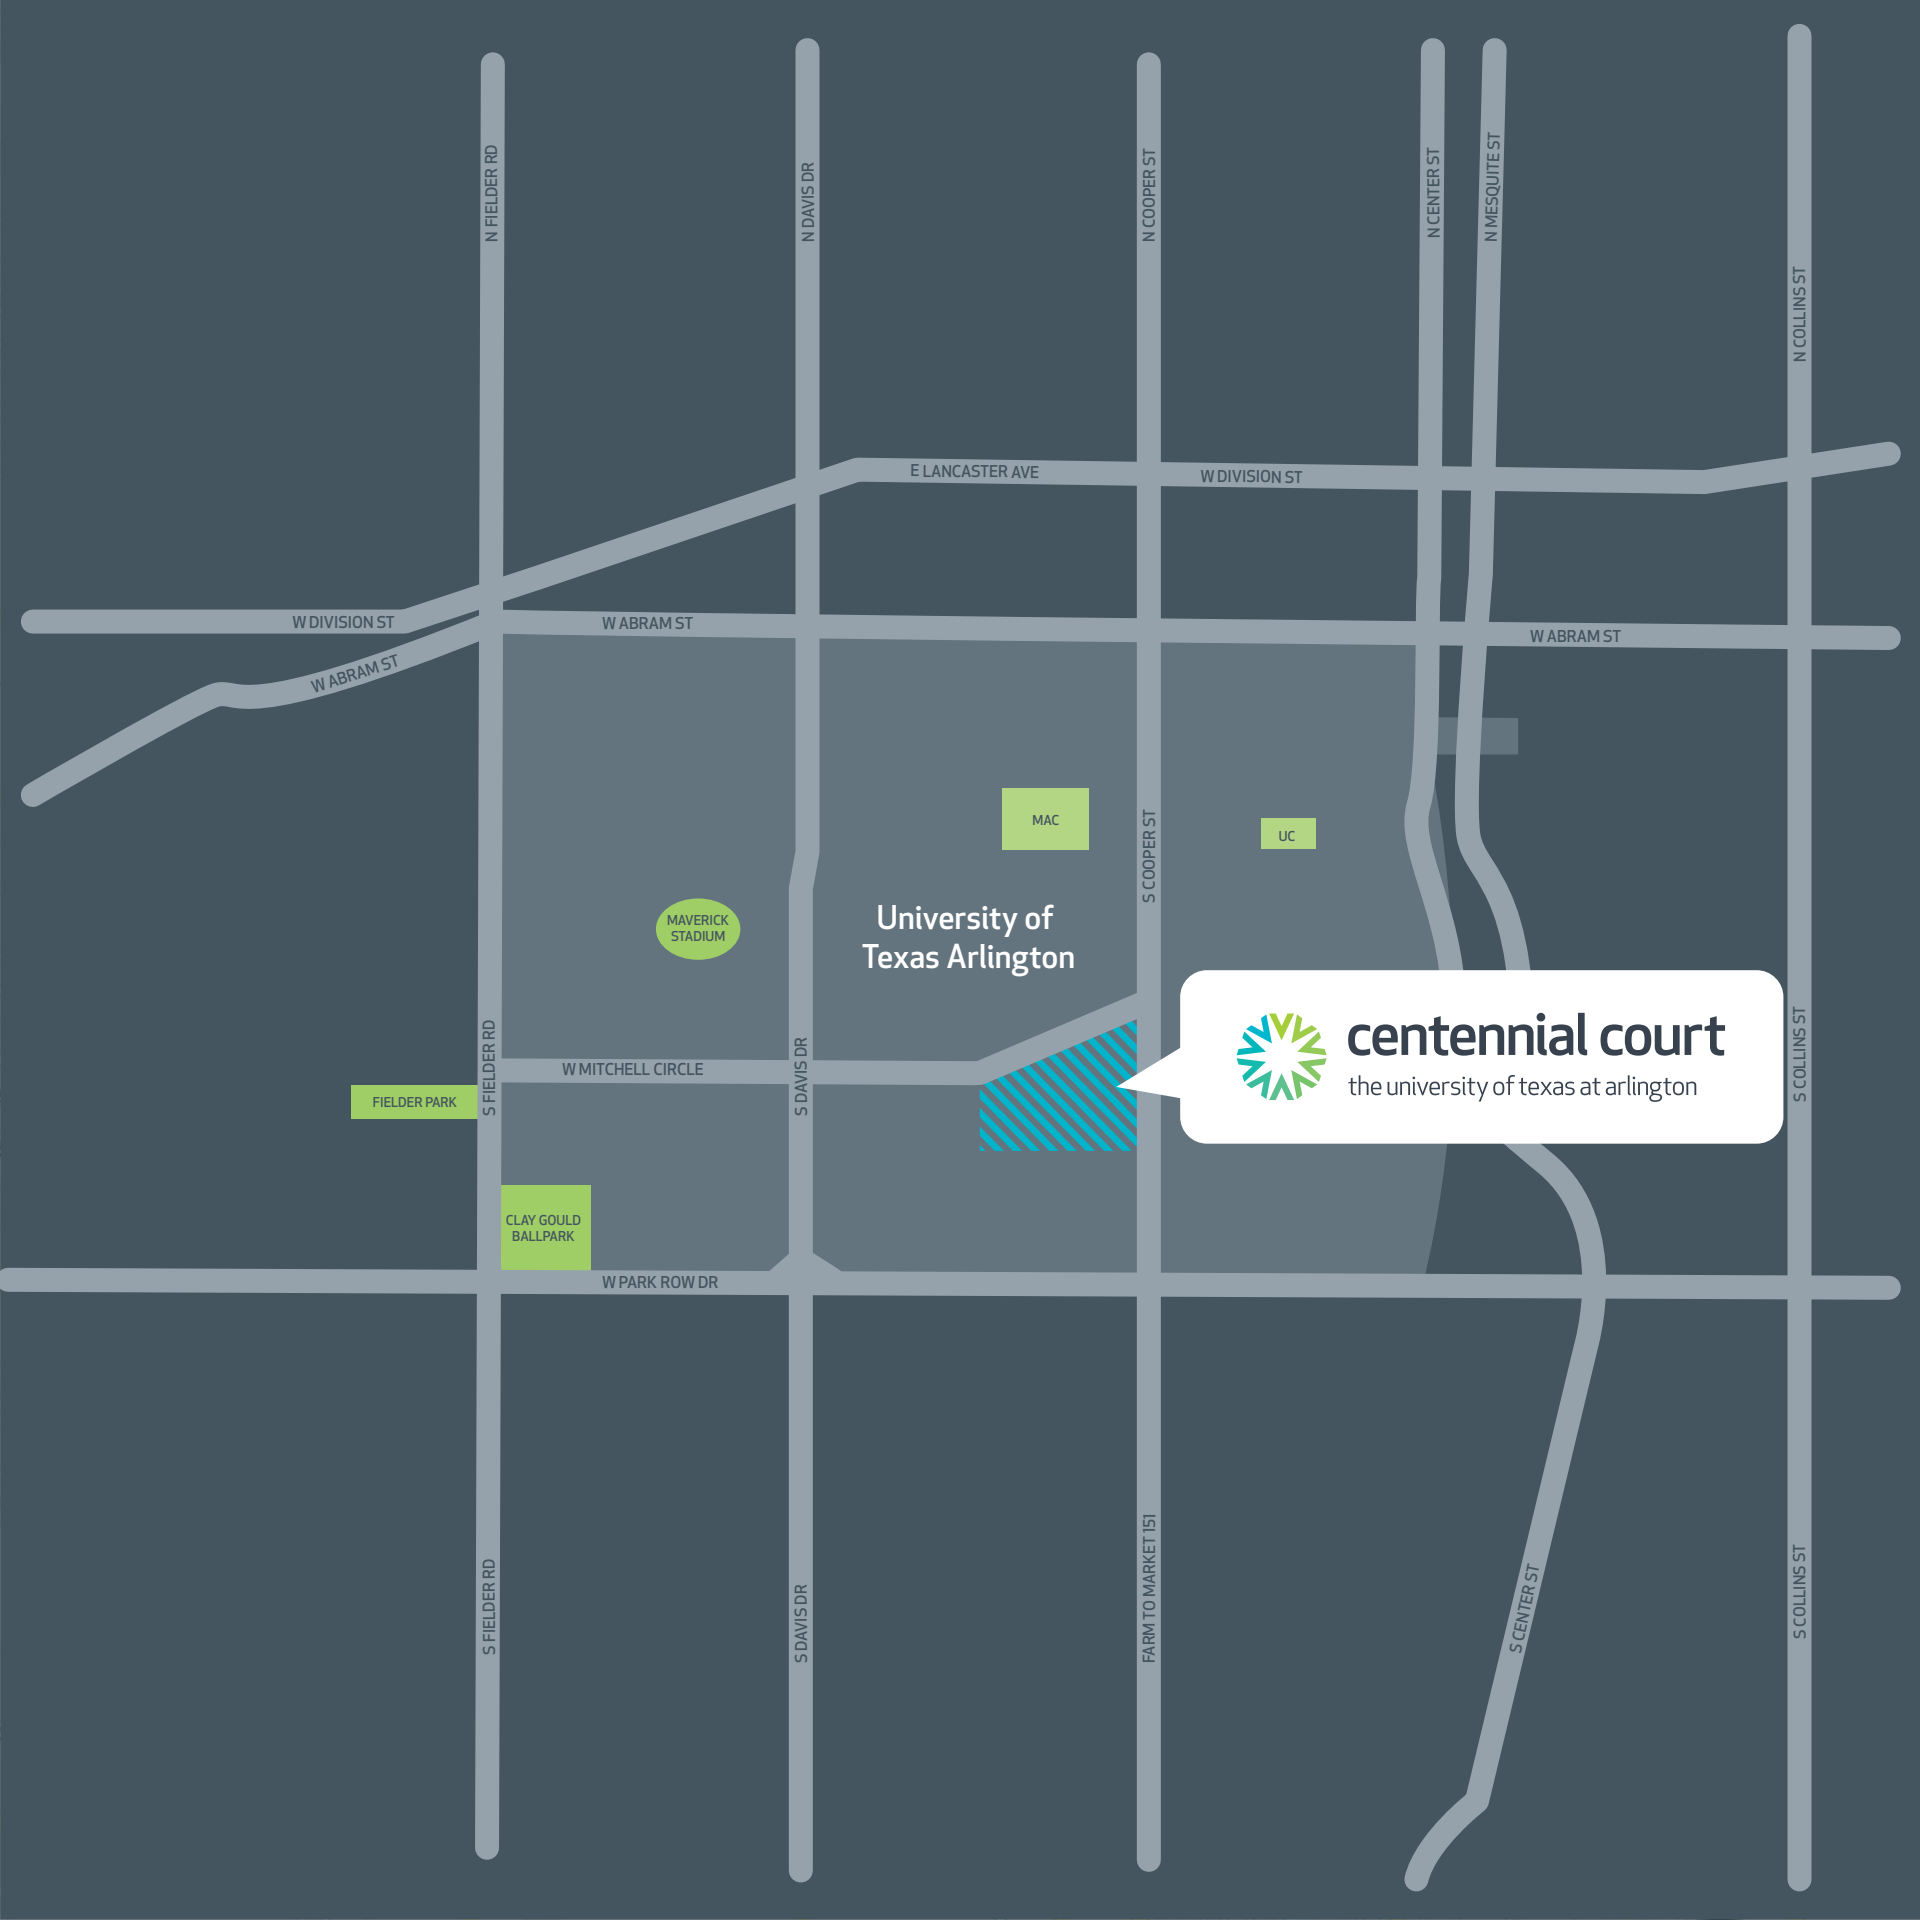 N FIELDER RD
N DAVIS DR
N COOPER ST
N CENTER ST
N MESQUITE ST
N COLLINS ST
E LANCASTER AVE
W DIVISION ST
W DIVISION ST
W ABRAM ST
W ABRAM ST
W ABRAM ST
MAC
UC
S COOPER ST
MAVERICK
STADIUM
University of
Texas Arlington
centennial court
the university of texas at arlington
S FIELDER RD
W MITCHELL CIRCLE
S DAVIS DR
S COLLINS ST
FIELDER PARK
CLAY GOULD
BALLPARK
W PARK ROW DR
S FIELDER RD
S DAVIS DR
FARM TO MARKET 151
S CENTER ST
S COLLINS ST